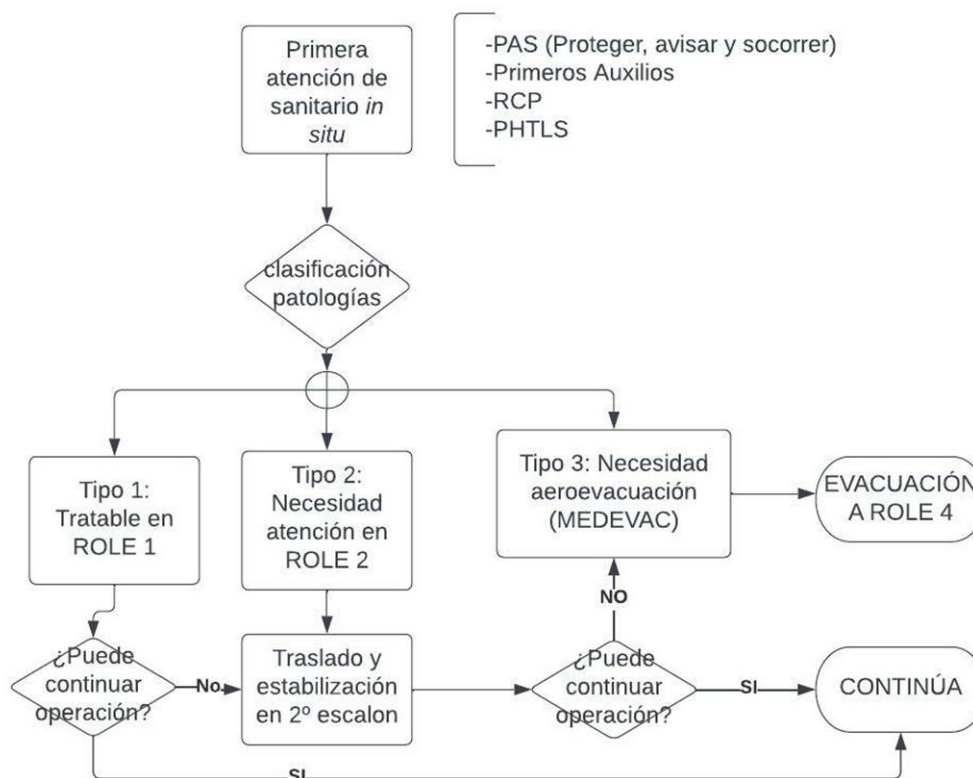 Primera
atención de
sanitario in
situ
-PAS (Proteger, avisar y socorrer)
-Primeros Auxilios
-RCP
-PHTLS
clasificación
patologías
Tipo 1:
Tratable en
ROLE 1
Tipo 2:
Necesidad
atención en
ROLE 2
Tipo 3: Necesidad
aeroevacuación
(MEDEVAC)
EVACUACIÓN
A ROLE 4
NO
¿Puede
continuar
operación?
No
Traslado y
estabilización
en 2º escalon
¿Puede
continuar
operación?
SI
CONTINÚA
SI